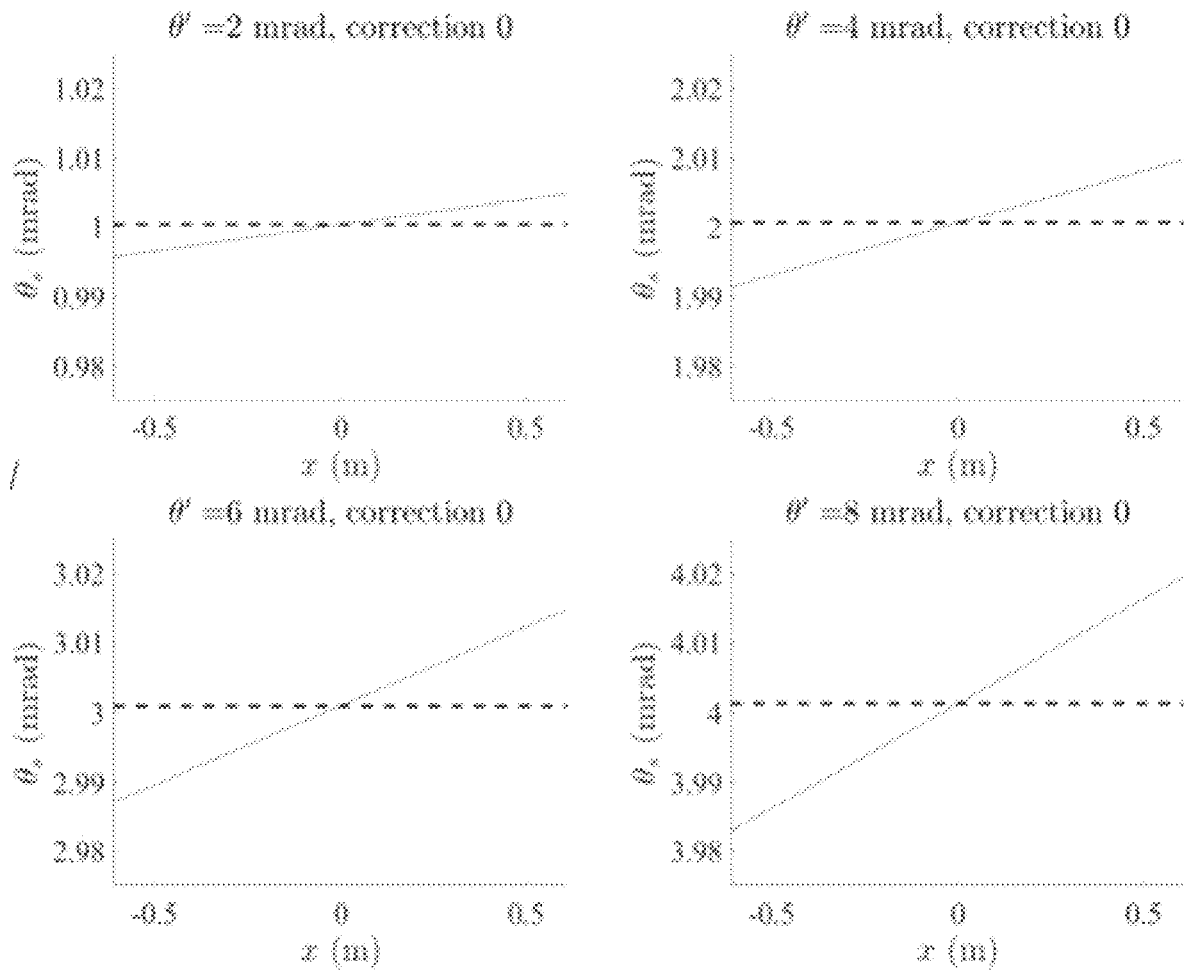 θ' =2 mrad, correction 0
1.02
1.01
1
0.99
0.98
θₛ (mrad)
-0.5 0 0.5
x (m)
θ' =4 mrad, correction 0
2.02
2.01
2
1.99
1.98
θₛ (mrad)
-0.5 0 0.5
x (m)
/
θ' =6 mrad, correction 0
3.02
3.01
3
2.99
2.98
θₛ (mrad)
-0.5 0 0.5
x (m)
θ' =8 mrad, correction 0
4.02
4.01
4
3.99
3.98
θₛ (mrad)
-0.5 0 0.5
x (m)